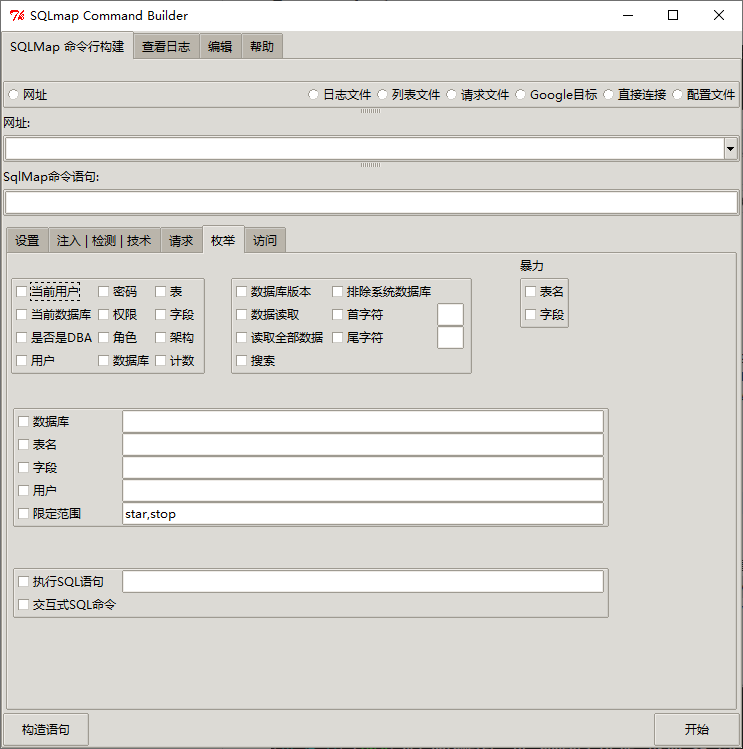 SQLmap Command Builder
SQLMap 命令行构建 查看日志 编辑 帮助
网址 日志文件 列表文件 请求文件 Google目标 直接连接 配置文件
网址:
SqlMap命令语句:
设置 注入 | 检测 | 技术 请求 枚举 访问
暴力
当前用户 密码 表 数据库版本 排除系统数据库 表名
当前数据库 权限 字段 数据读取 首字符 字段
是否是DBA 角色 架构 读取全部数据 尾字符
用户 数据库 计数 搜索
数据库
表名
字段
用户
限定范围 star,stop
执行SQL语句
交互式SQL命令
构造语句 开始